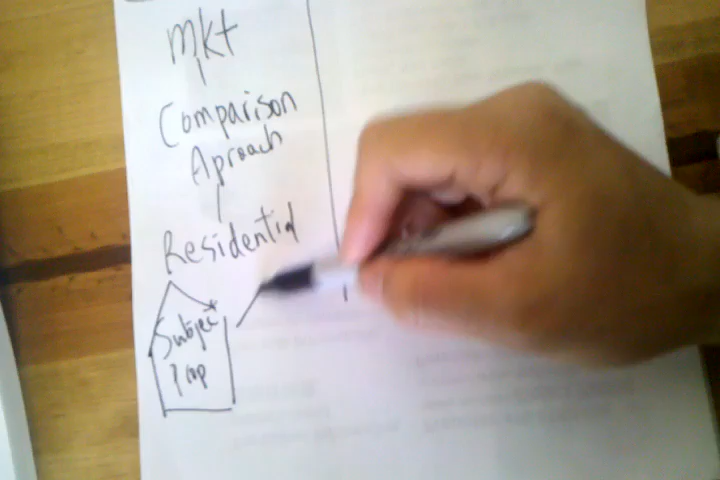 mkt
Comparison
Aproach
Residential
Subject
Prop